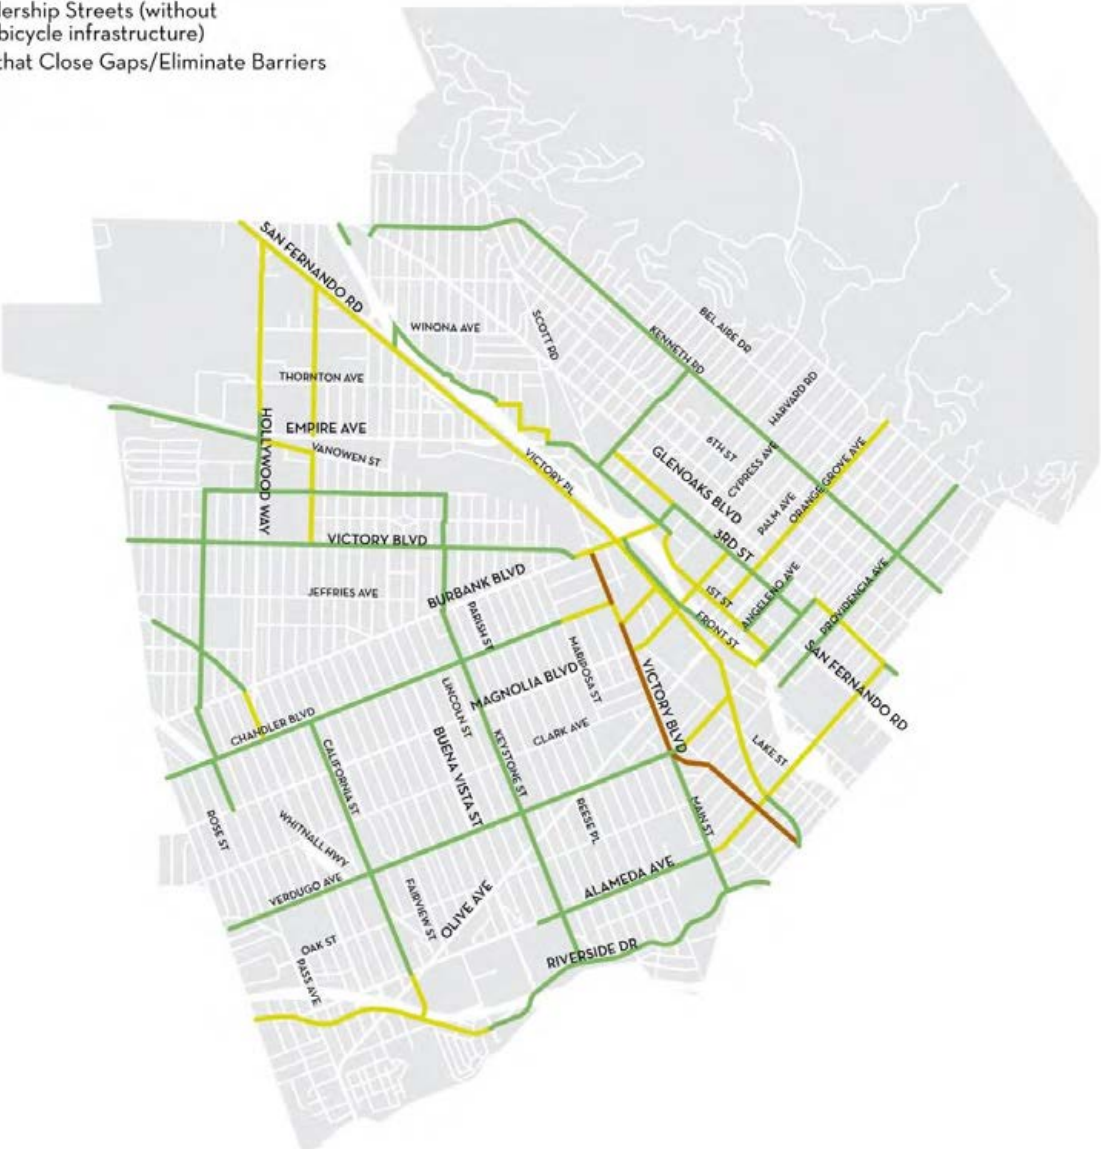 dership Streets (without
bicycle infrastructure)
that Close Gaps/Eliminate Barriers
SAN FERNANDO RD
WINONA AVE
SCOTT RD
BEL AIRE DR
KENNETH RD
THORNTON AVE
HARVARD RD
HOLLYWOOD WAY
EMPIRE AVE
VANOWEN ST
6TH ST
CYPRESS AVE
GLENOAKS BLVD
ORANGE GROVE AVE
VICTORY PL
PALM AVE
3RD ST
VICTORY BLVD
BURBANK BLVD
JEFFRIES AVE
1ST ST
ANGELENO AVE
PROVIDENCIA AVE
FRONT ST
PARISH ST
MARIPOSA ST
MAGNOLIA BLVD
VICTORY BLVD
SAN FERNANDO RD
LINCOLN ST
CHANDLER BLVD
CLARK AVE
KEYSTONE ST
BUENA VISTA ST
CALIFORNIA ST
LAKE ST
ROSE ST
WHITNALL HWY
REESE PL
MAIN ST
VERDUGO AVE
FAIRVIEW ST
OLIVE AVE
ALAMEDA AVE
OAK ST
PASS AVE
RIVERSIDE DR